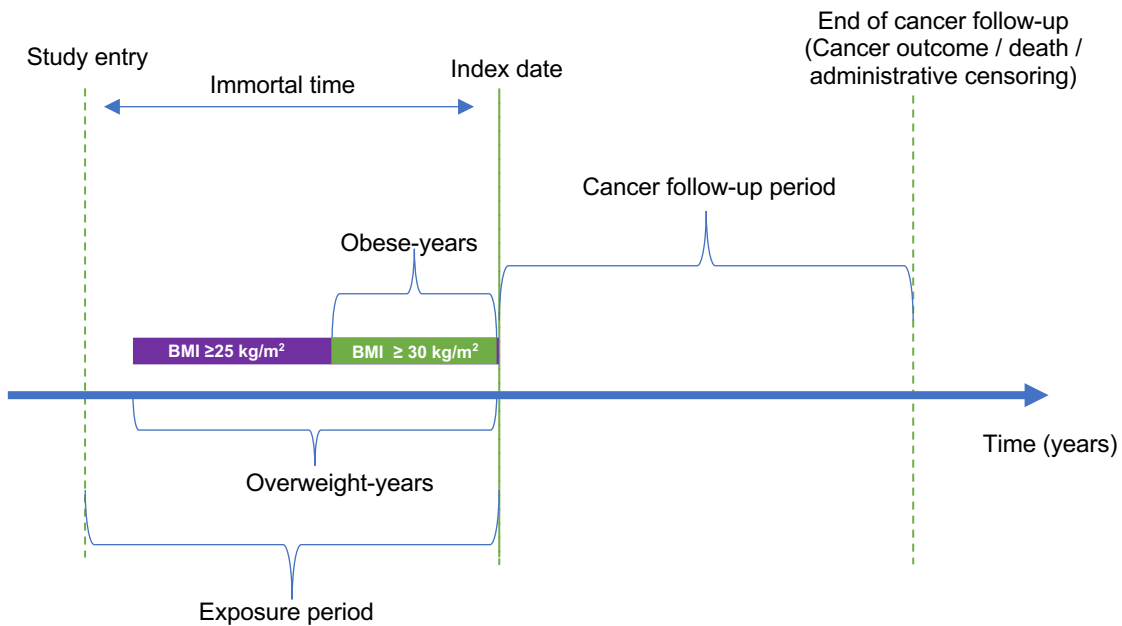 End of cancer follow-up
(Cancer outcome / death /
administrative censoring)
Study entry
Index date
Immortal time
Cancer follow-up period
Obese-years
BMI ≥25 kg/m²
BMI ≥ 30 kg/m²
Time (years)
Overweight-years
Exposure period